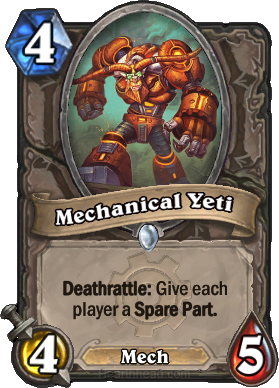 4
Mechanical Yeti
Deathrattle: Give each
player a Spare Part.
4
Mech
5